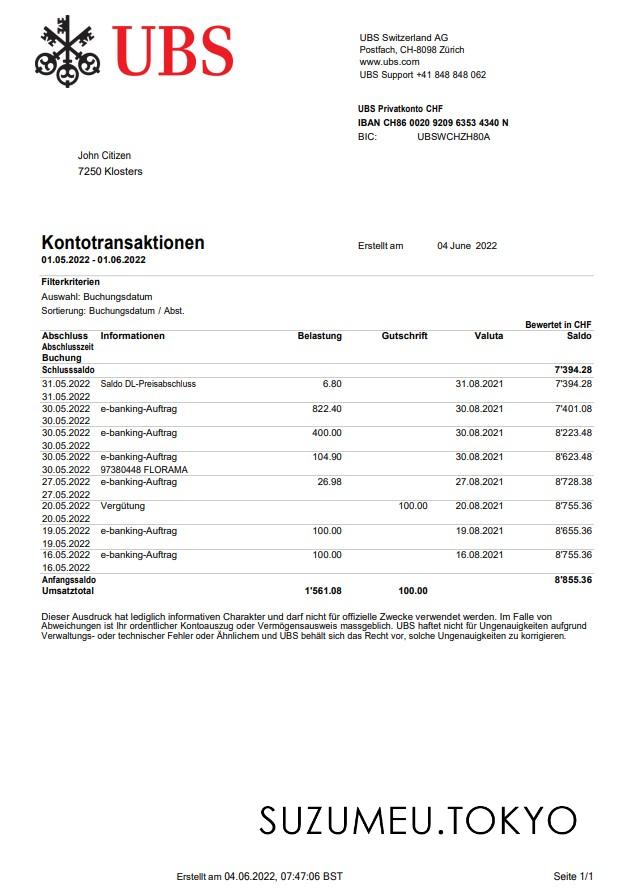 UBS
UBS Switzerland AG
Postfach, CH-8098 Zürich
www.ubs.com
UBS Support +41 848 848 062
UBS Privatkonto CHF
IBAN CH86 0020 9209 6353 4340 N
BIC: UBSWCHZH80A
John Citizen
7250 Klosters
Kontotransaktionen
Erstellt am 04 June 2022
01.05.2022 - 01.06.2022
Filterkriterien
Auswahl: Buchungsdatum
Sortierung: Buchungsdatum / Abst.
Bewertet in CHF
Abschluss Informationen Belastung Gutschrift Valuta Saldo
Abschlusszeit
Buchung
Schlusssaldo 7'394.28
31.05.2022 Saldo DL-Preisabschluss 6.80 31.08.2021 7'394.28
31.05.2022
30.05.2022 e-banking-Auftrag 822.40 30.08.2021 7'401.08
30.05.2022
30.05.2022 e-banking-Auftrag 400.00 30.08.2021 8'223.48
30.05.2022
30.05.2022 e-banking-Auftrag 104.90 30.08.2021 8'623.48
30.05.2022 97380448 FLORAMA
27.05.2022 e-banking-Auftrag 26.98 27.08.2021 8'728.38
27.05.2022
20.05.2022 Vergütung 100.00 20.08.2021 8'755.36
20.05.2022
19.05.2022 e-banking-Auftrag 100.00 19.08.2021 8'655.36
19.05.2022
16.05.2022 e-banking-Auftrag 100.00 16.08.2021 8'755.36
16.05.2022
Anfangssaldo 8'855.36
Umsatztotal 1'561.08 100.00
Dieser Ausdruck hat lediglich informativen Charakter und darf nicht für offizielle Zwecke verwendet werden. Im Falle von
Abweichungen ist Ihr ordentlicher Kontoauszug oder Vermögensausweis massgeblich. UBS haftet nicht für Ungenauigkeiten aufgrund
Verwaltungs- oder technischer Fehler oder Ähnlichem und UBS behält sich das Recht vor, solche Ungenauigkeiten zu korrigieren.
SUZUMEU.TOKYO
Erstellt am 04.06.2022, 07:47:06 BST Seite 1/1